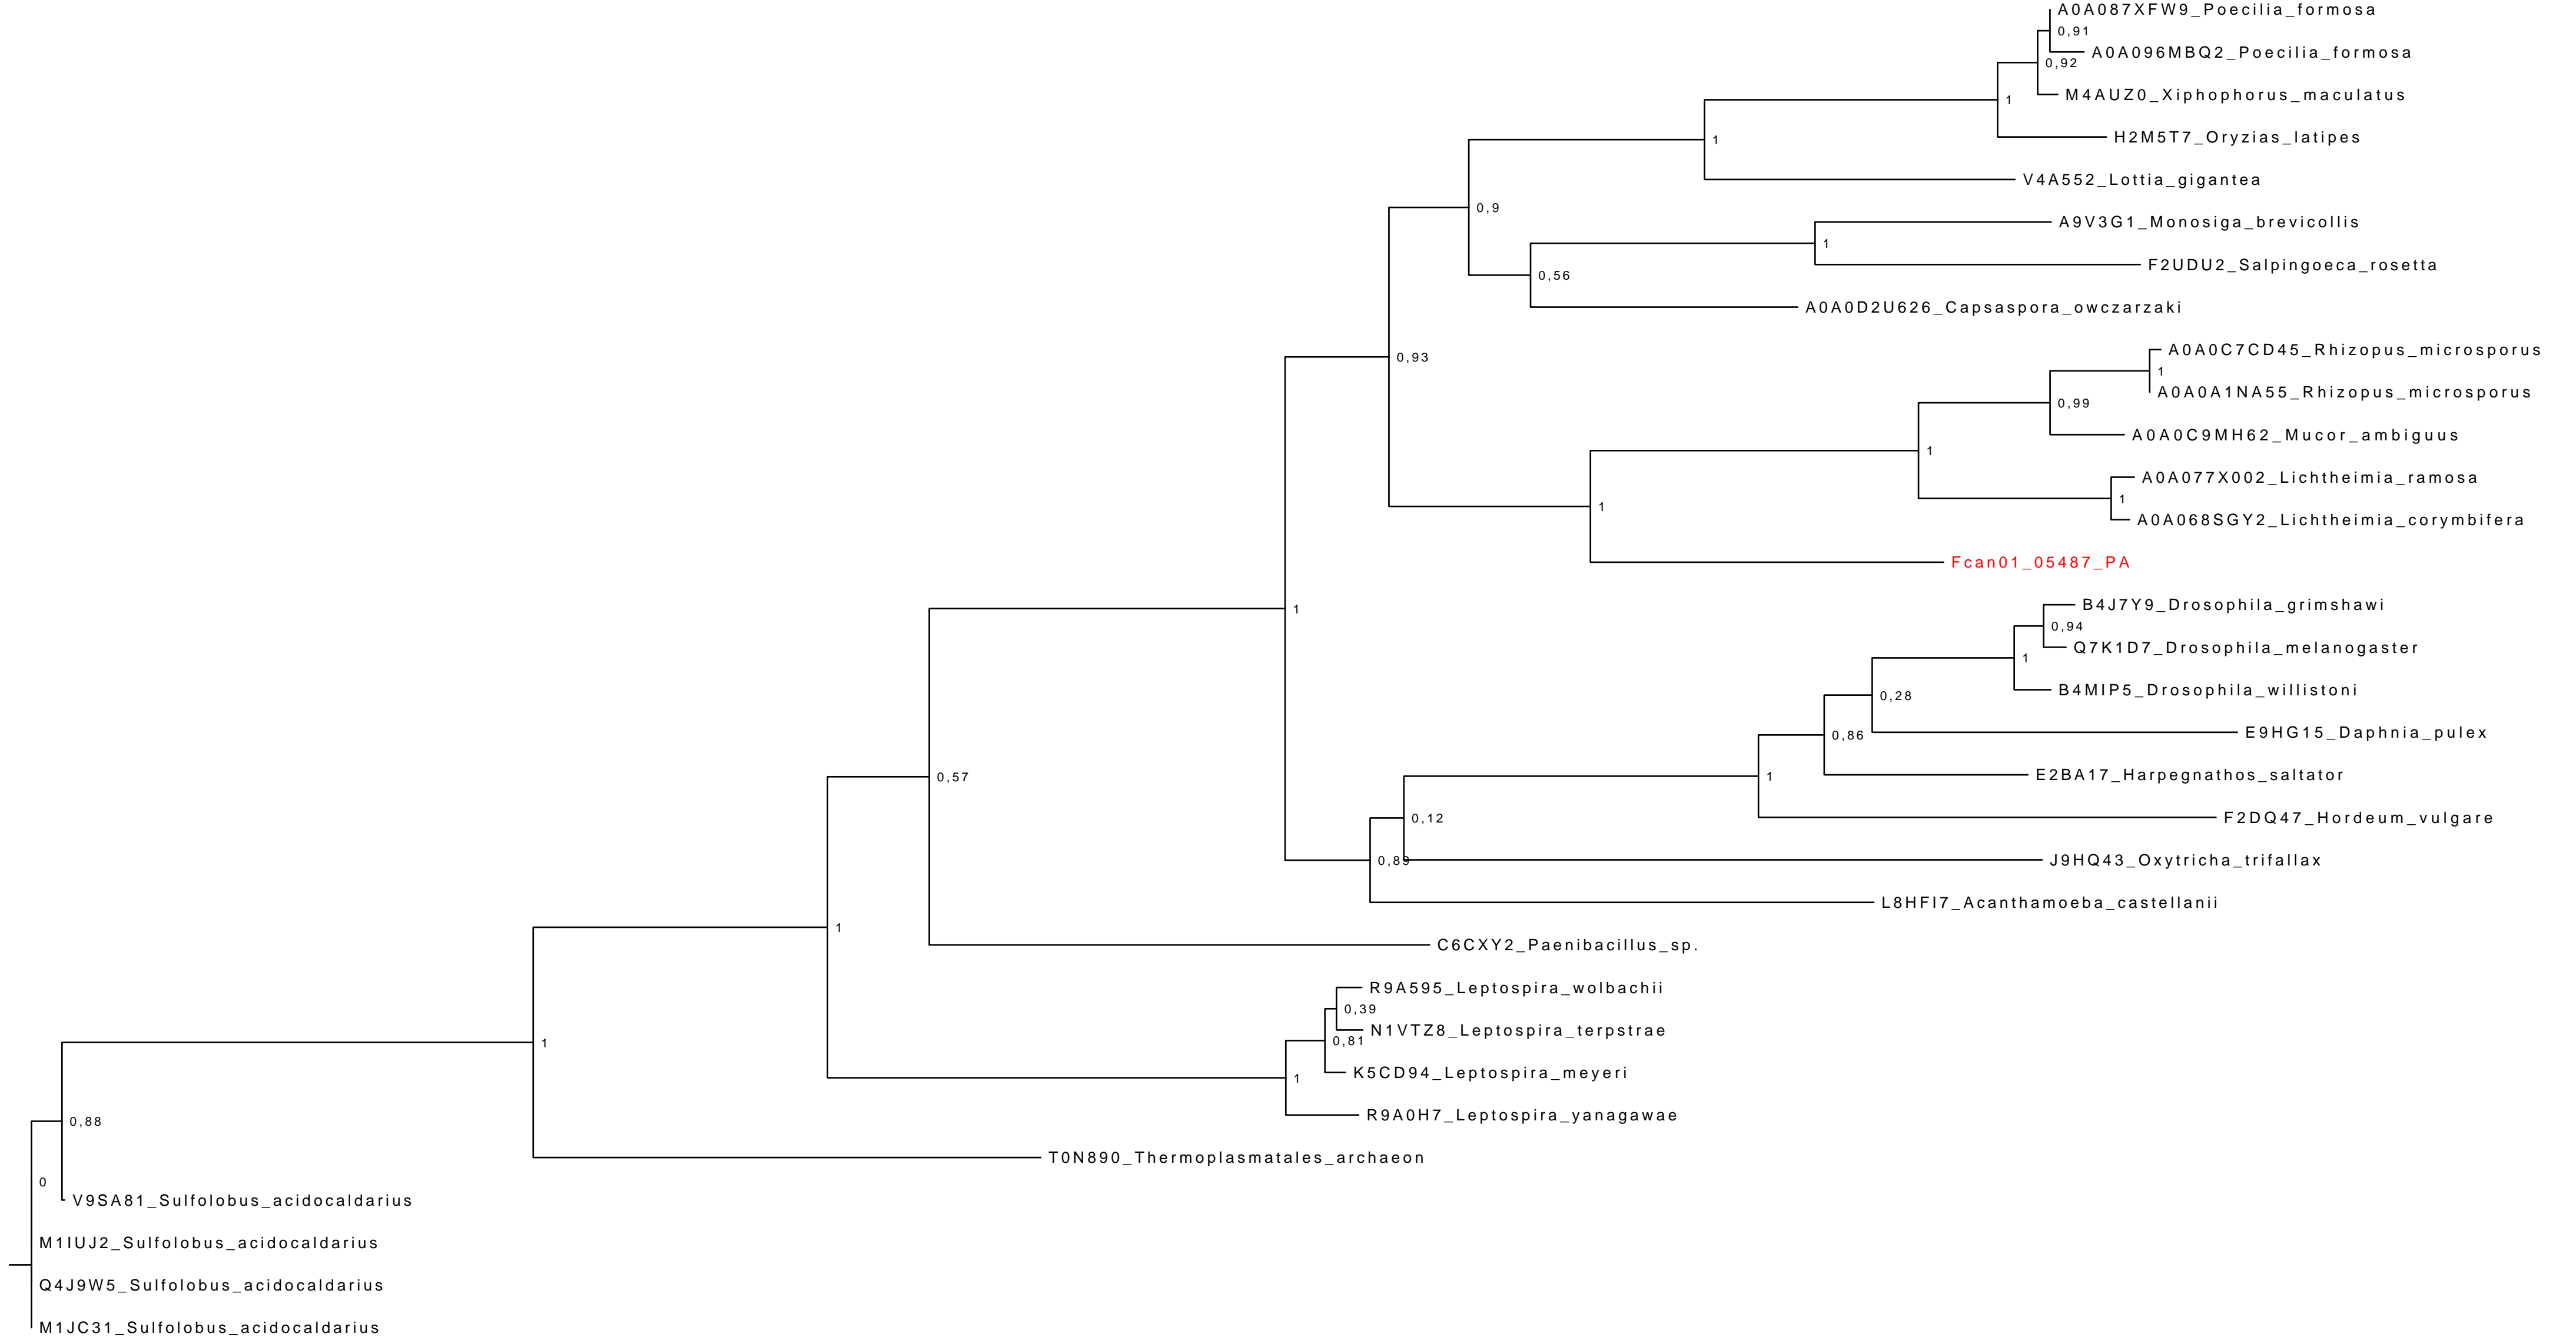 A0A087XFW9_Poecilia_formosa
0,91
A0A096MBQ2_Poecilia_formosa
0,92
M4AUZ0_Xiphophorus_maculatus
1
H2M5T7_Oryzias_latipes
1
V4A552_Lottia_gigantea
0,9
A9V3G1_Monosiga_brevicollis
1
F2UDU2_Salpingoeca_rosetta
0,56
A0A0D2U626_Capsaspora_owczarzaki
A0A0C7CD45_Rhizopus_microsporus
0,93
1
A0A0A1NA55_Rhizopus_microsporus
0,99
A0A0C9MH62_Mucor_ambiguus
1
A0A077X002_Lichtheimia_ramosa
1
1
A0A068SGY2_Lichtheimia_corymbifera
Fcan01_05487_PA
B4J7Y9_Drosophila_grimshawi
1
0,94
Q7K1D7_Drosophila_melanogaster
1
B4MIP5_Drosophila_willistoni
0,28
E9HG15_Daphnia_pulex
0,86
E2BA17_Harpegnathos_saltator
0,57
1
F2DQ47_Hordeum_vulgare
0,12
J9HQ43_Oxytricha_trifallax
0,89
L8HFI7_Acanthamoeba_castellanii
1
C6CXY2_Paenibacillus_sp.
R9A595_Leptospira_wolbachii
0,39
N1VTZ8_Leptospira_terpstrae
1
0,81
K5CD94_Leptospira_meyeri
1
R9A0H7_Leptospira_yanagawae
0,88
T0N890_Thermoplasmatales_archaeon
0
V9SA81_Sulfolobus_acidocaldarius
M1IUJ2_Sulfolobus_acidocaldarius
Q4J9W5_Sulfolobus_acidocaldarius
M1JC31_Sulfolobus_acidocaldarius